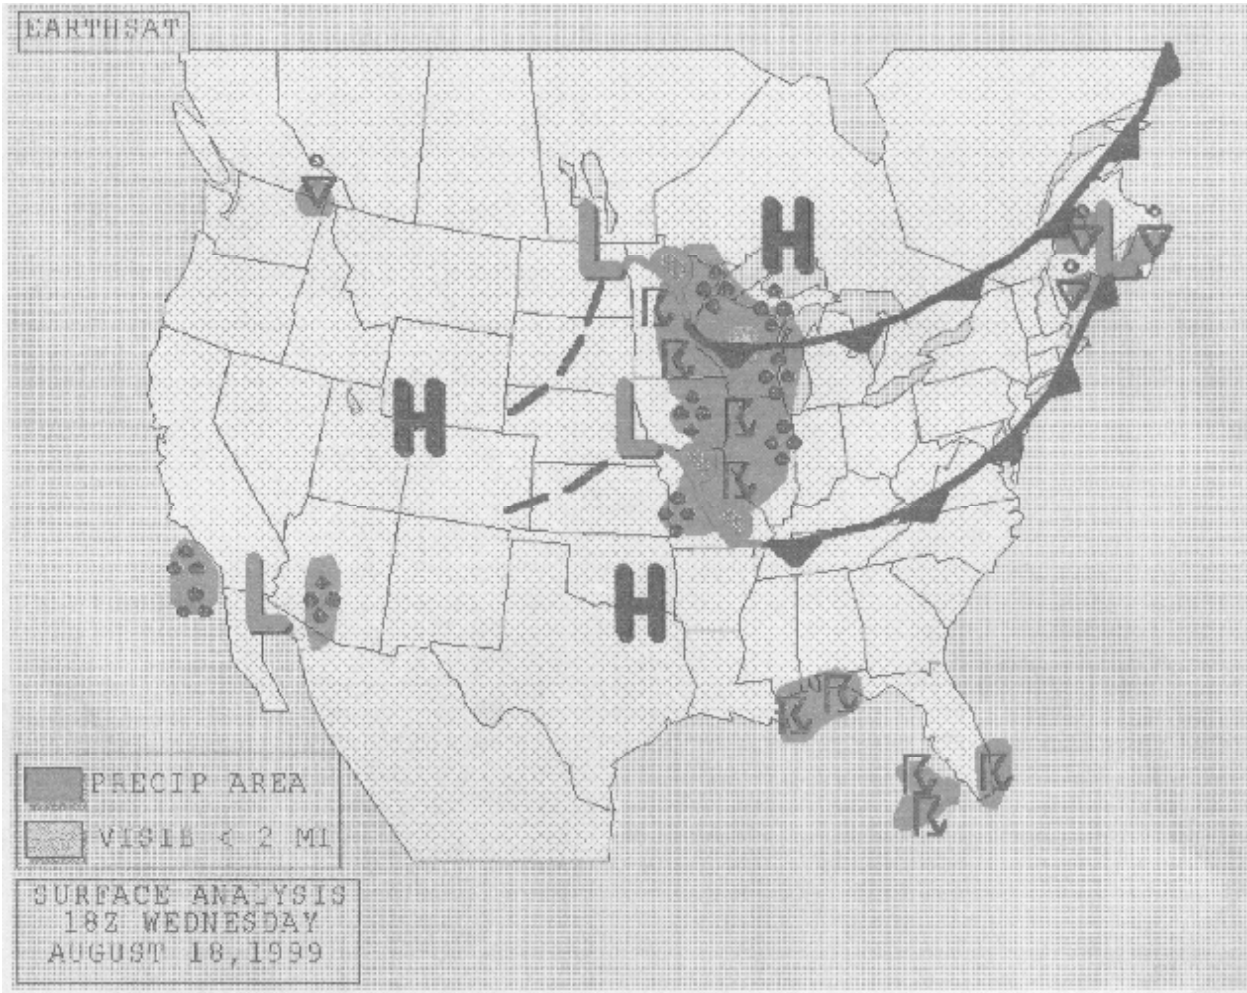 EARTHSAT
L
H
L
H
L
L
H
PRECIP AREA
VISIB < 2 MI
SURFACE ANALYSIS
18Z WEDNESDAY
AUGUST 18,1999